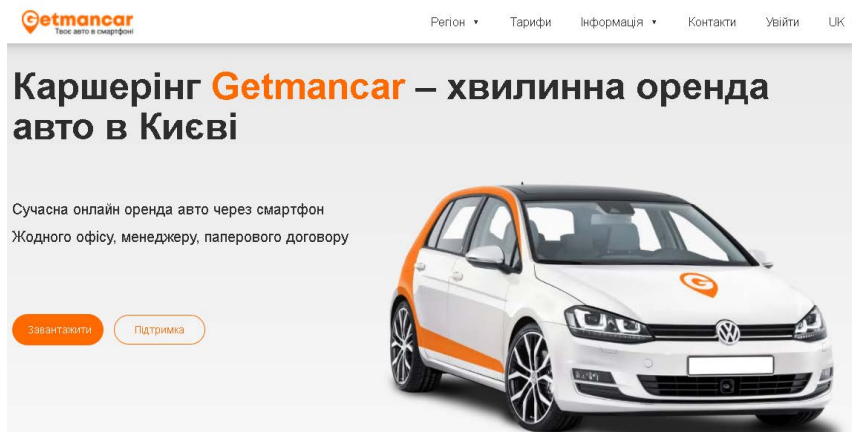 Getmancar
Твоє авто в смартфоні
Регіон ▾ Тарифи Інформація ▾ Контакти Увійти UK
Каршерінг Getmancar – хвилинна оренда
авто в Києві
Сучасна онлайн оренда авто через смартфон
Жодного офісу, менеджеру, паперового договору
Завантажити Підтримка